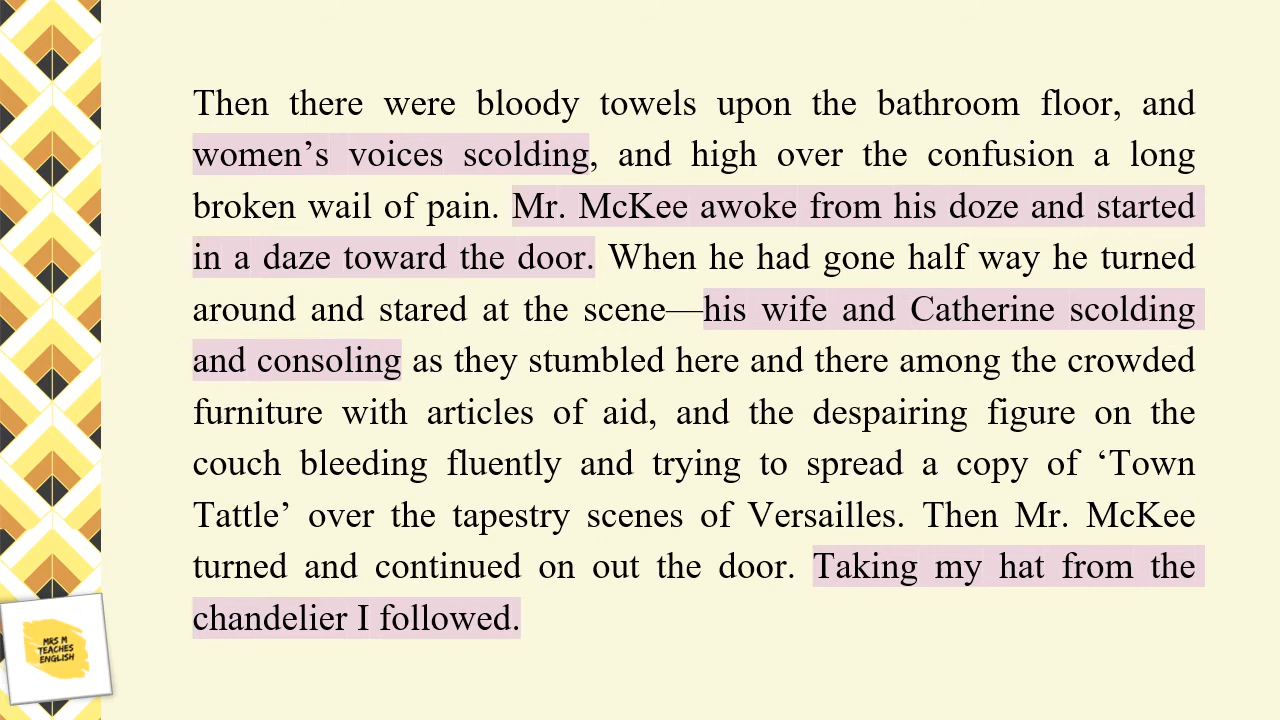 Then there were bloody towels upon the bathroom floor, and
women’s voices scolding, and high over the confusion a long
broken wail of pain. Mr. McKee awoke from his doze and started
in a daze toward the door. When he had gone half way he turned
around and stared at the scene—his wife and Catherine scolding
and consoling as they stumbled here and there among the crowded
furniture with articles of aid, and the despairing figure on the
couch bleeding fluently and trying to spread a copy of ‘Town
Tattle’ over the tapestry scenes of Versailles. Then Mr. McKee
turned and continued on out the door. Taking my hat from the
chandelier I followed.
MRS M
TEACHES
ENGLISH